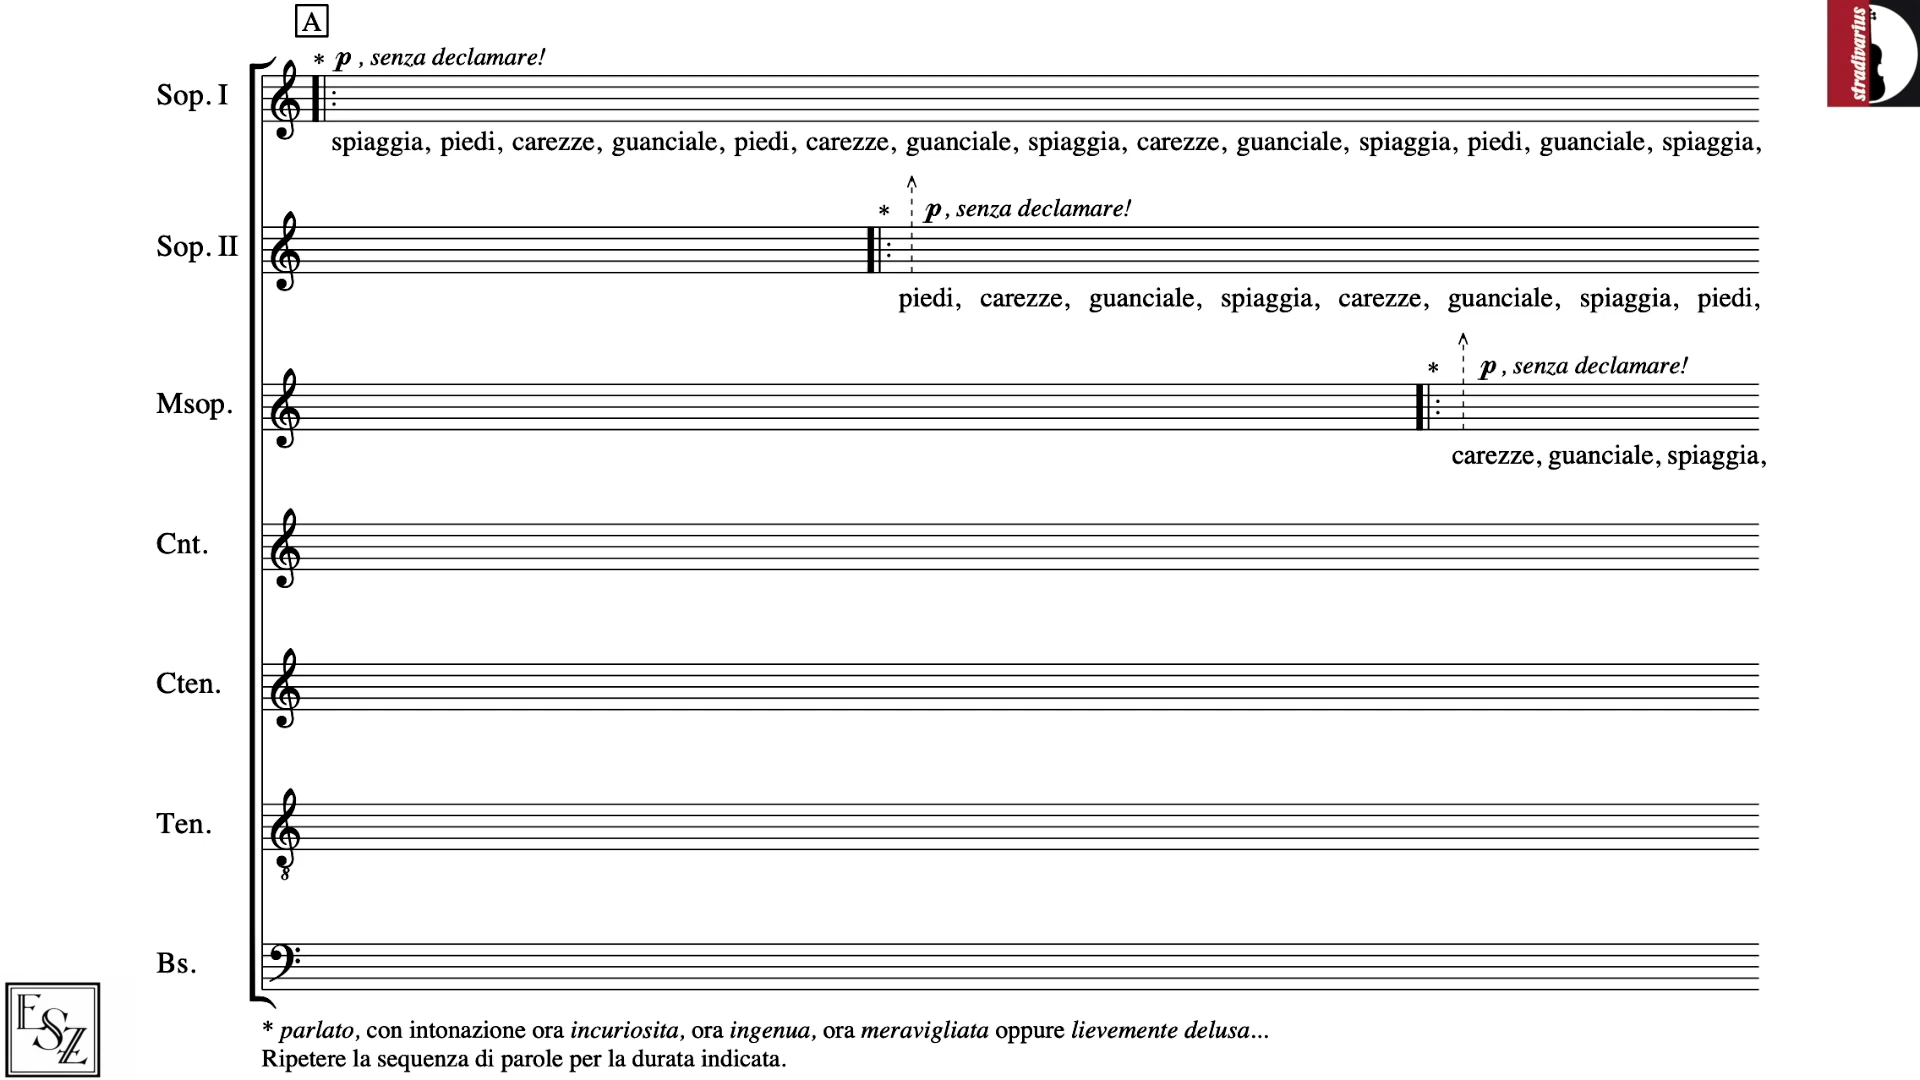 A
* p , senza declamare!
Sop. I
spiaggia, piedi, carezze, guanciale, piedi, carezze, guanciale, spiaggia, carezze, guanciale, spiaggia, piedi, guanciale, spiaggia,
* p , senza declamare!
Sop. II
piedi, carezze, guanciale, spiaggia, carezze, guanciale, spiaggia, piedi,
* p , senza declamare!
Msop.
carezze, guanciale, spiaggia,
Cnt.
Cten.
Ten.
8
Bs.
* parlato, con intonazione ora incuriosita, ora ingenua, ora meravigliata oppure lievemente delusa...
Ripetere la sequenza di parole per la durata indicata.
stradivarius
ESZ